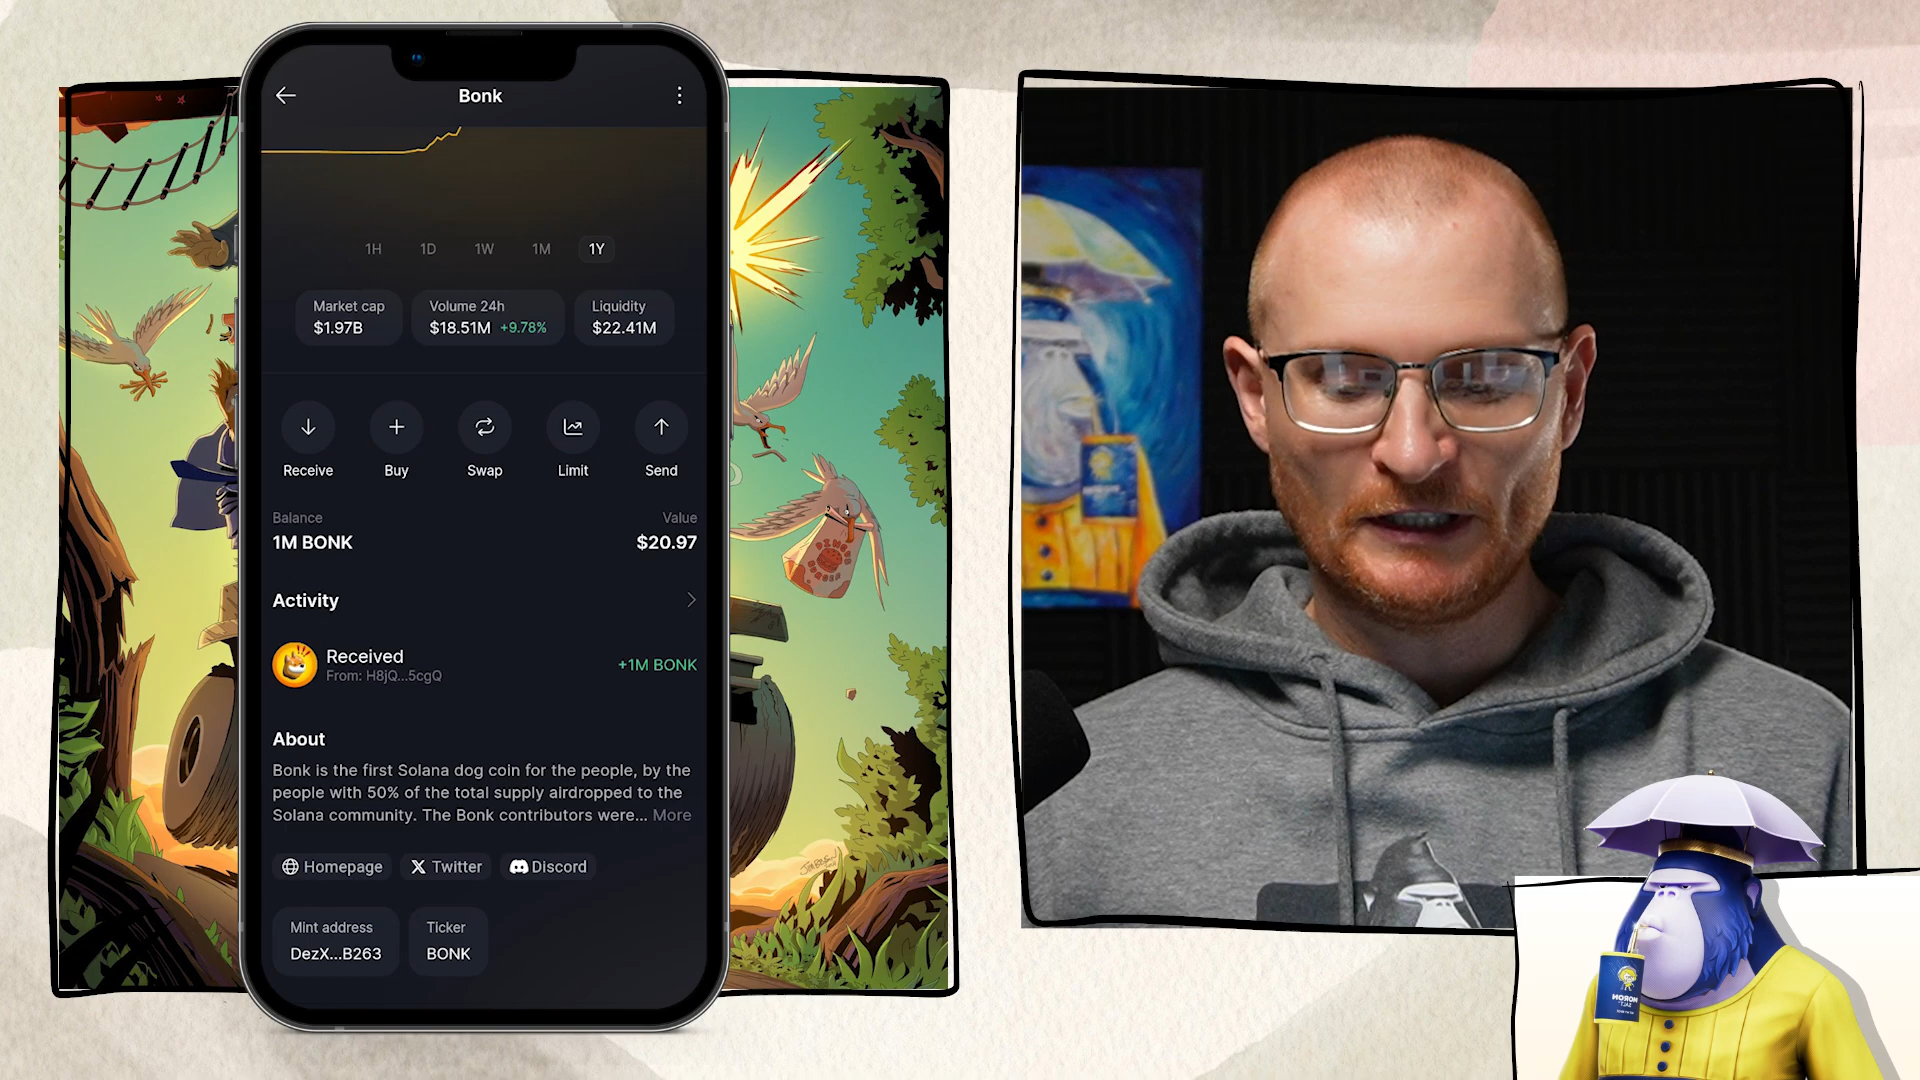 Bonk
1H 1D 1W 1M 1Y
Market cap Volume 24h Liquidity
$1.97B $18.51M +9.78% $22.41M
Receive Buy Swap Limit Send
Balance Value
1M BONK $20.97
Activity
Received
+1M BONK
From: H8jQ...5cgQ
About
Bonk is the first Solana dog coin for the people, by the
people with 50% of the total supply airdropped to the
Solana community. The Bonk contributors were... More
Homepage Twitter Discord
Mint address Ticker
DezX...B263 BONK